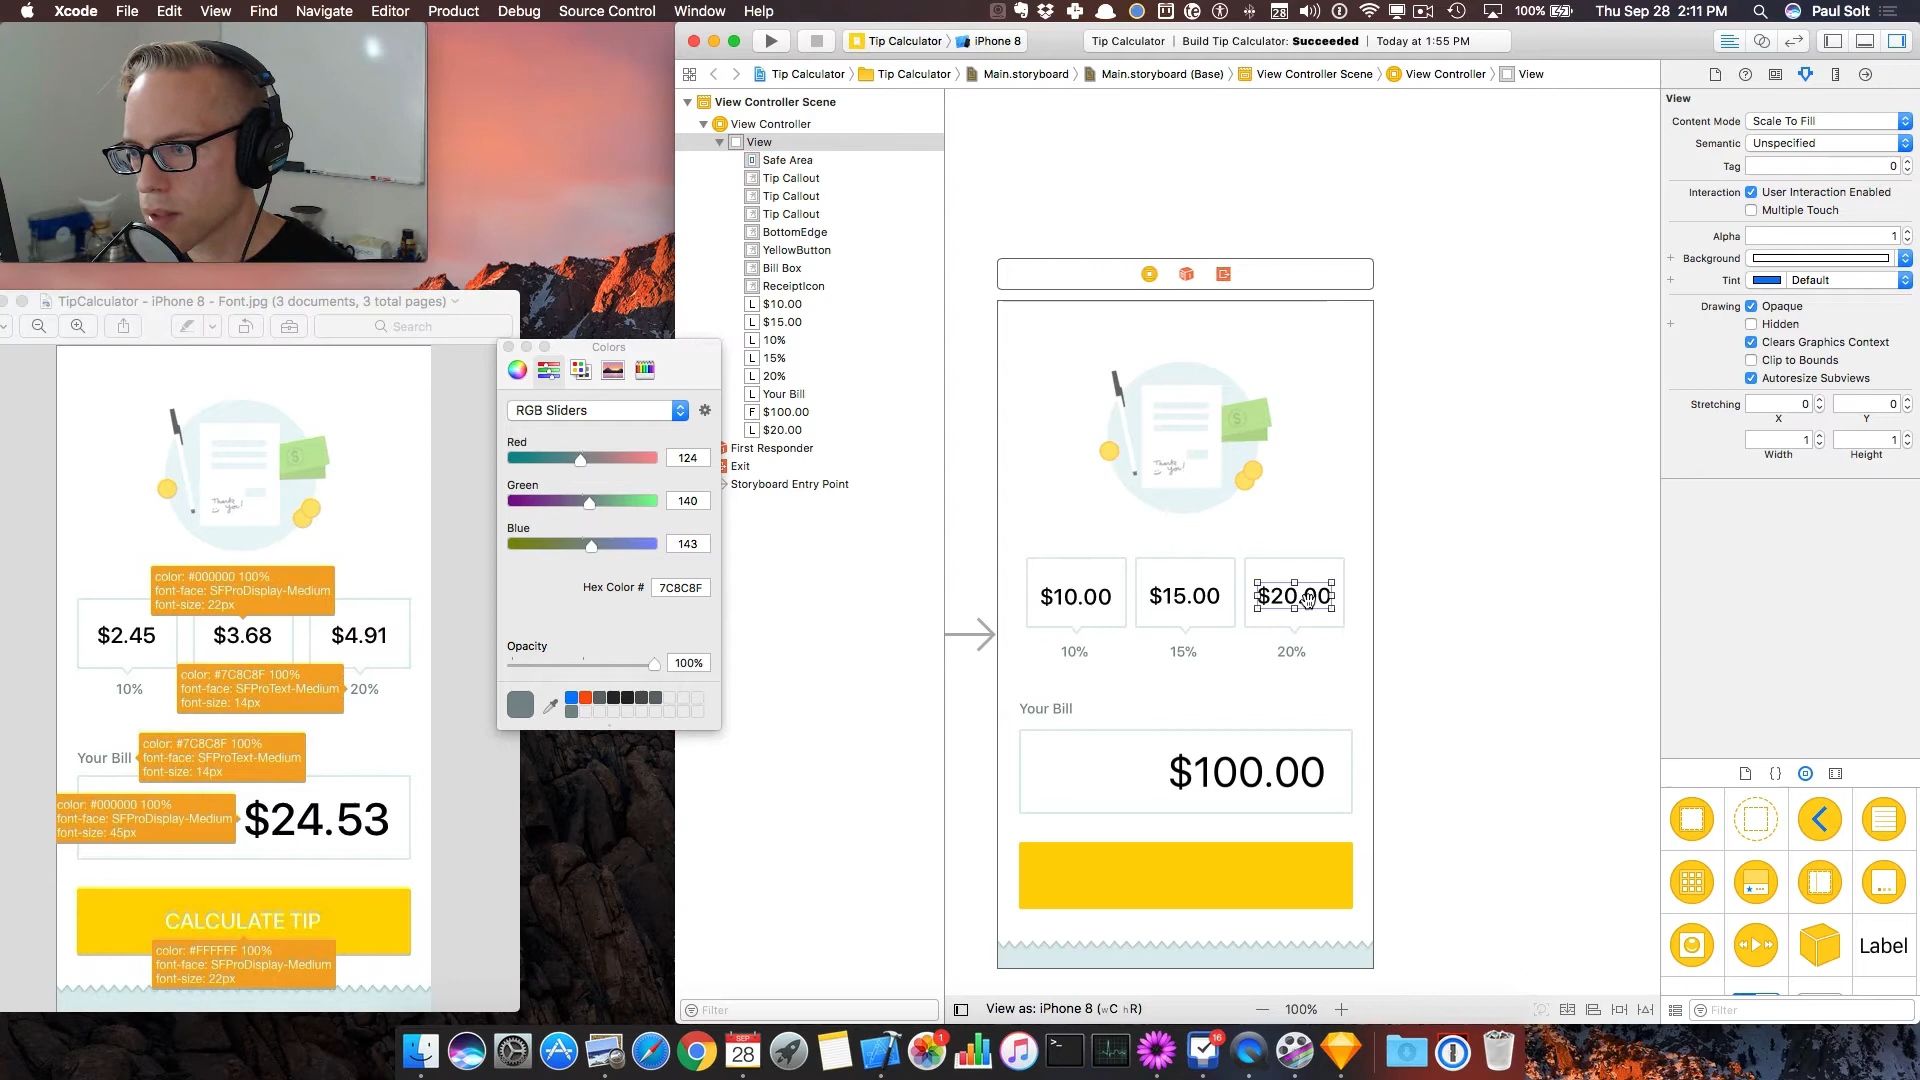 Xcode File Edit View Find Navigate Editor Product Debug Source Control Window Help
28 100% Thu Sep 28 2:11 PM Paul Solt
Tip Calculator iPhone 8
Tip Calculator Build Tip Calculator: Succeeded Today at 1:55 PM
Tip Calculator Tip Calculator Main.storyboard Main.storyboard (Base) View Controller Scene View Controller View
View Controller Scene
View Controller
View
Safe Area
Tip Callout
Tip Callout
Tip Callout
BottomEdge
YellowButton
Bill Box
ReceiptIcon
L $10.00
L $15.00
L 10%
L 15%
L 20%
L Your Bill
F $100.00
L $20.00
First Responder
Exit
Storyboard Entry Point
Filter
TipCalculator - iPhone 8 - Font.jpg (3 documents, 3 total pages)
Search
Thanks you!
color: #000000 100%
font-face: SFProDisplay-Medium
font-size: 22px
$2.45 $3.68 $4.91
color: #7C8C8F 100%
font-face: SFProText-Medium
font-size: 14px
10% 20%
color: #7C8C8F 100%
font-face: SFProText-Medium
font-size: 14px
Your Bill
color: #000000 100%
font-face: SFProDisplay-Medium
font-size: 45px
$24.53
CALCULATE TIP
color: #FFFFFF 100%
font-face: SFProDisplay-Medium
font-size: 22px
Colors
RGB Sliders
Red
124
Green
140
Blue
143
Hex Color # 7C8C8F
Opacity
100%
Thanks you!
$10.00 $15.00 $20.00
10% 15% 20%
Your Bill
$100.00
View as: iPhone 8 (wC hR)
100%
View
Content Mode Scale To Fill
Semantic Unspecified
Tag 0
Interaction User Interaction Enabled
Multiple Touch
Alpha 1
Background
Tint Default
Drawing Opaque
Hidden
Clears Graphics Context
Clip to Bounds
Autoresize Subviews
Stretching 0 0
X Y
1 1
Width Height
Label
Filter
SEP
28
1
16